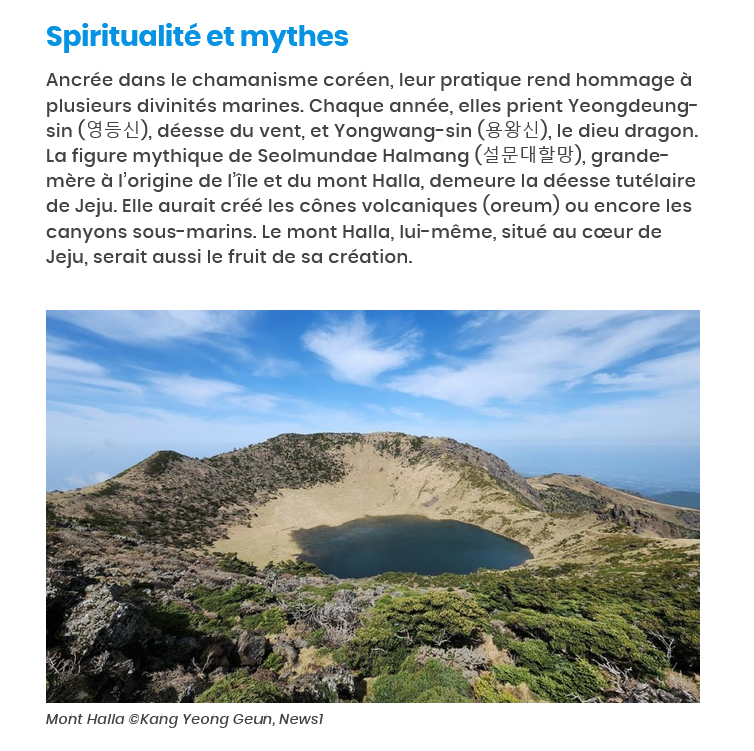 Spiritualité et mythes
Ancrée dans le chamanisme coréen, leur pratique rend hommage à
plusieurs divinités marines. Chaque année, elles prient Yeongdeung-
sin (영등신), déesse du vent, et Yongwang-sin (용왕신), le dieu dragon.
La figure mythique de Seolmundae Halmang (설문대할망), grande-
mère à l’origine de l’île et du mont Halla, demeure la déesse tutélaire
de Jeju. Elle aurait créé les cônes volcaniques (oreum) ou encore les
canyons sous-marins. Le mont Halla, lui-même, situé au cœur de
Jeju, serait aussi le fruit de sa création.
Mont Halla ©Kang Yeong Geun, News1